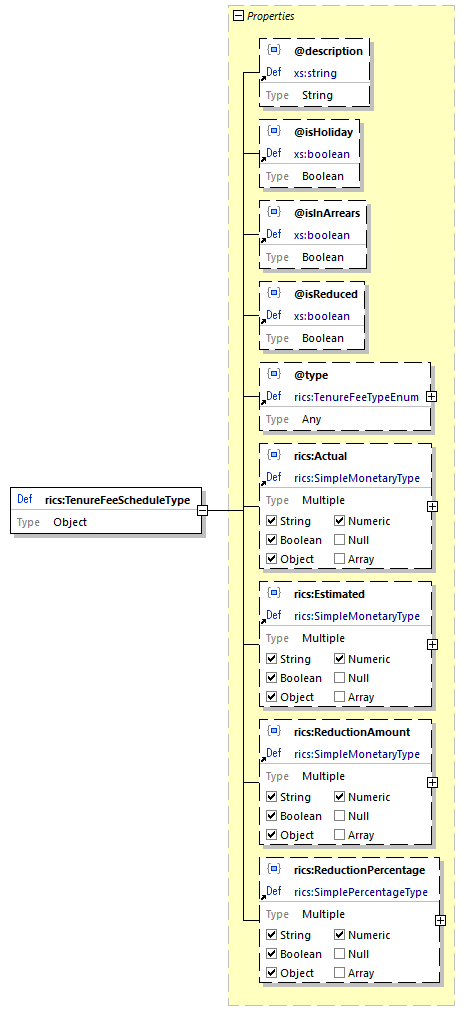 Properties
@description
Def xs:string
Type String
@isHoliday
Def xs:boolean
Type Boolean
@isInArrears
Def xs:boolean
Type Boolean
@isReduced
Def xs:boolean
Type Boolean
@type
Def rics:TenureFeeTypeEnum
Type Any
rics:Actual
Def rics:SimpleMonetaryType
Type Multiple
String Numeric
Boolean Null
Object Array
Def rics:TenureFeeScheduleType
Type Object
rics:Estimated
Def rics:SimpleMonetaryType
Type Multiple
String Numeric
Boolean Null
Object Array
rics:ReductionAmount
Def rics:SimpleMonetaryType
Type Multiple
String Numeric
Boolean Null
Object Array
rics:ReductionPercentage
Def rics:SimplePercentageType
Type Multiple
String Numeric
Boolean Null
Object Array